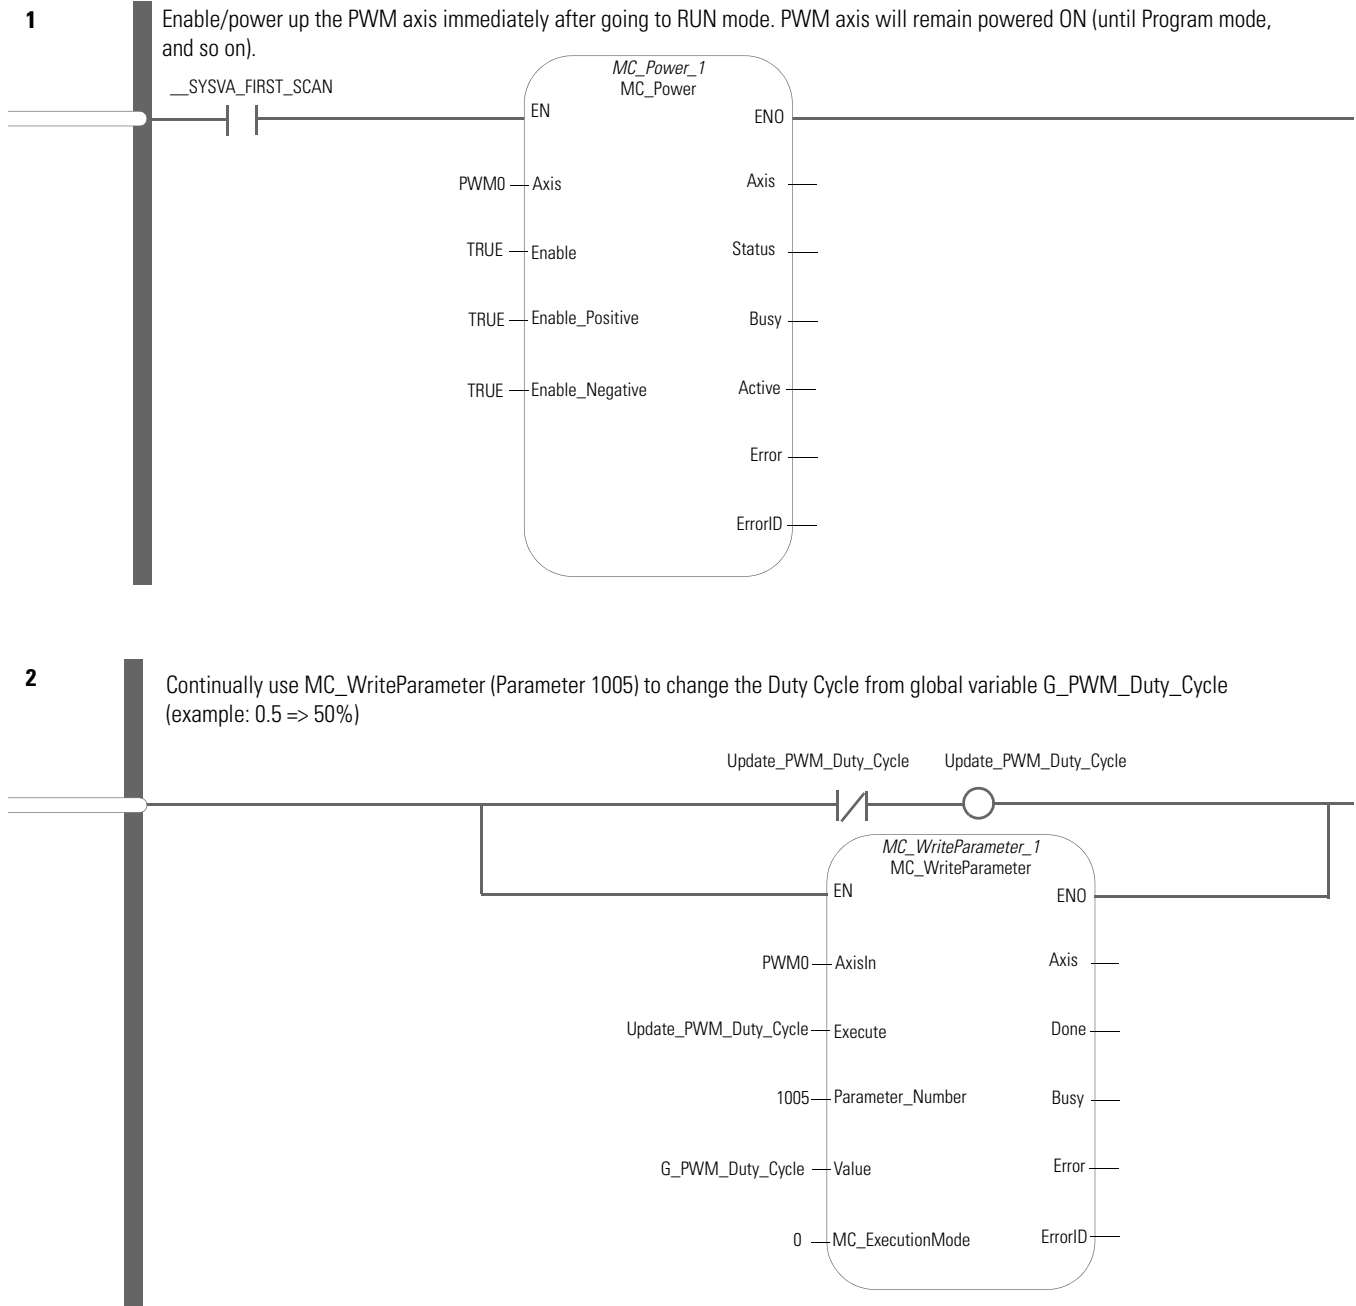 1
Enable/power up the PWM axis immediately after going to RUN mode. PWM axis will remain powered ON (until Program mode,
and so on).
__SYSVA_FIRST_SCAN
MC_Power_1
MC_Power
EN
ENO
PWM0
Axis
Axis
TRUE
Enable
Status
TRUE
Enable_Positive
Busy
TRUE
Enable_Negative
Active
Error
ErrorID
2
Continually use MC_WriteParameter (Parameter 1005) to change the Duty Cycle from global variable G_PWM_Duty_Cycle
(example: 0.5 => 50%)
Update_PWM_Duty_Cycle
Update_PWM_Duty_Cycle
MC_WriteParameter_1
MC_WriteParameter
EN
ENO
PWM0
AxisIn
Axis
Update_PWM_Duty_Cycle
Execute
Done
1005
Parameter_Number
Busy
G_PWM_Duty_Cycle
Value
Error
0
MC_ExecutionMode
ErrorID